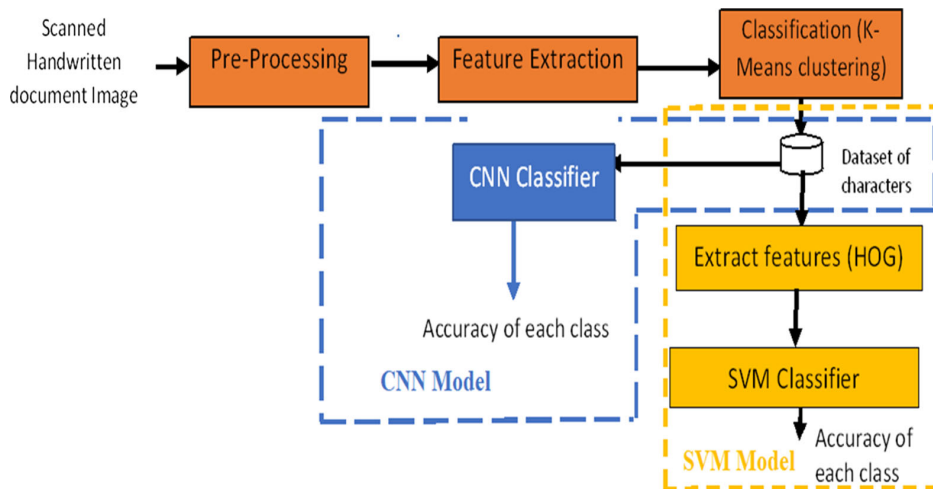 Scanned
Handwritten
document Image
Pre-Processing
Feature Extraction
Classification (K-
Means clustering)
Dataset of
characters
CNN Classifier
Extract features (HOG)
Accuracy of each class
CNN Model
SVM Classifier
Accuracy of
each class
SVM Model